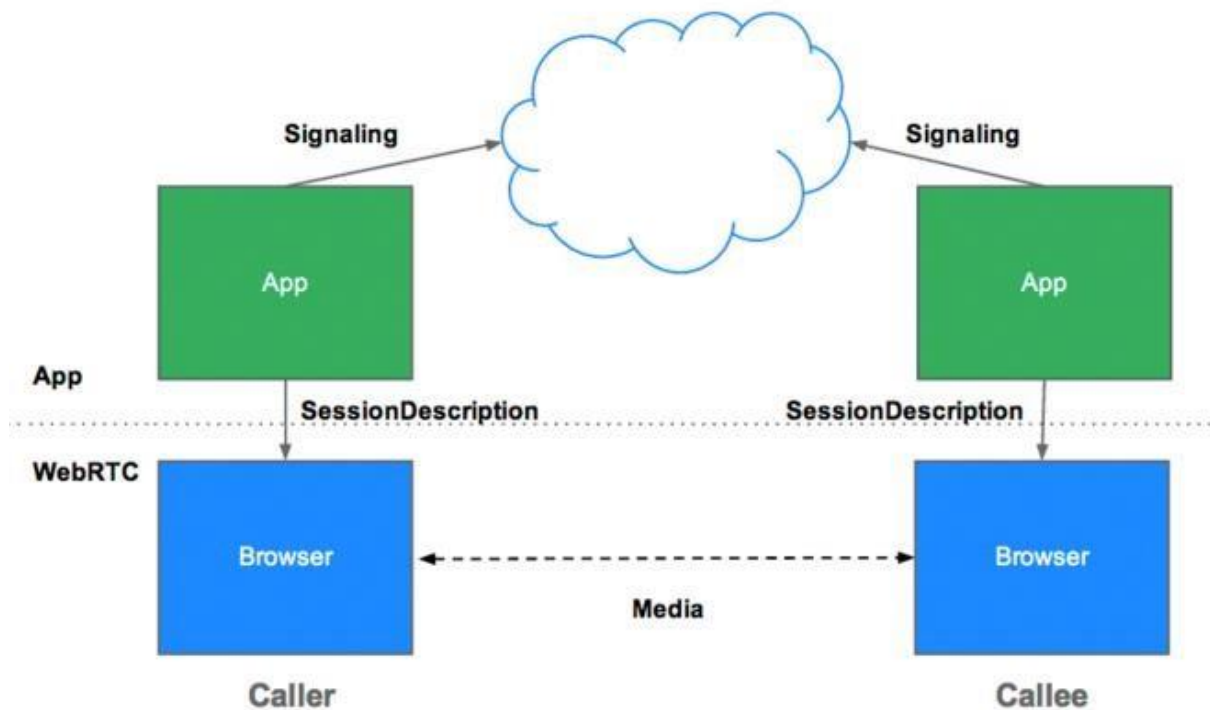 Signaling
Signaling
App
App
App
SessionDescription
SessionDescription
WebRTC
Browser
Browser
Media
Caller
Callee